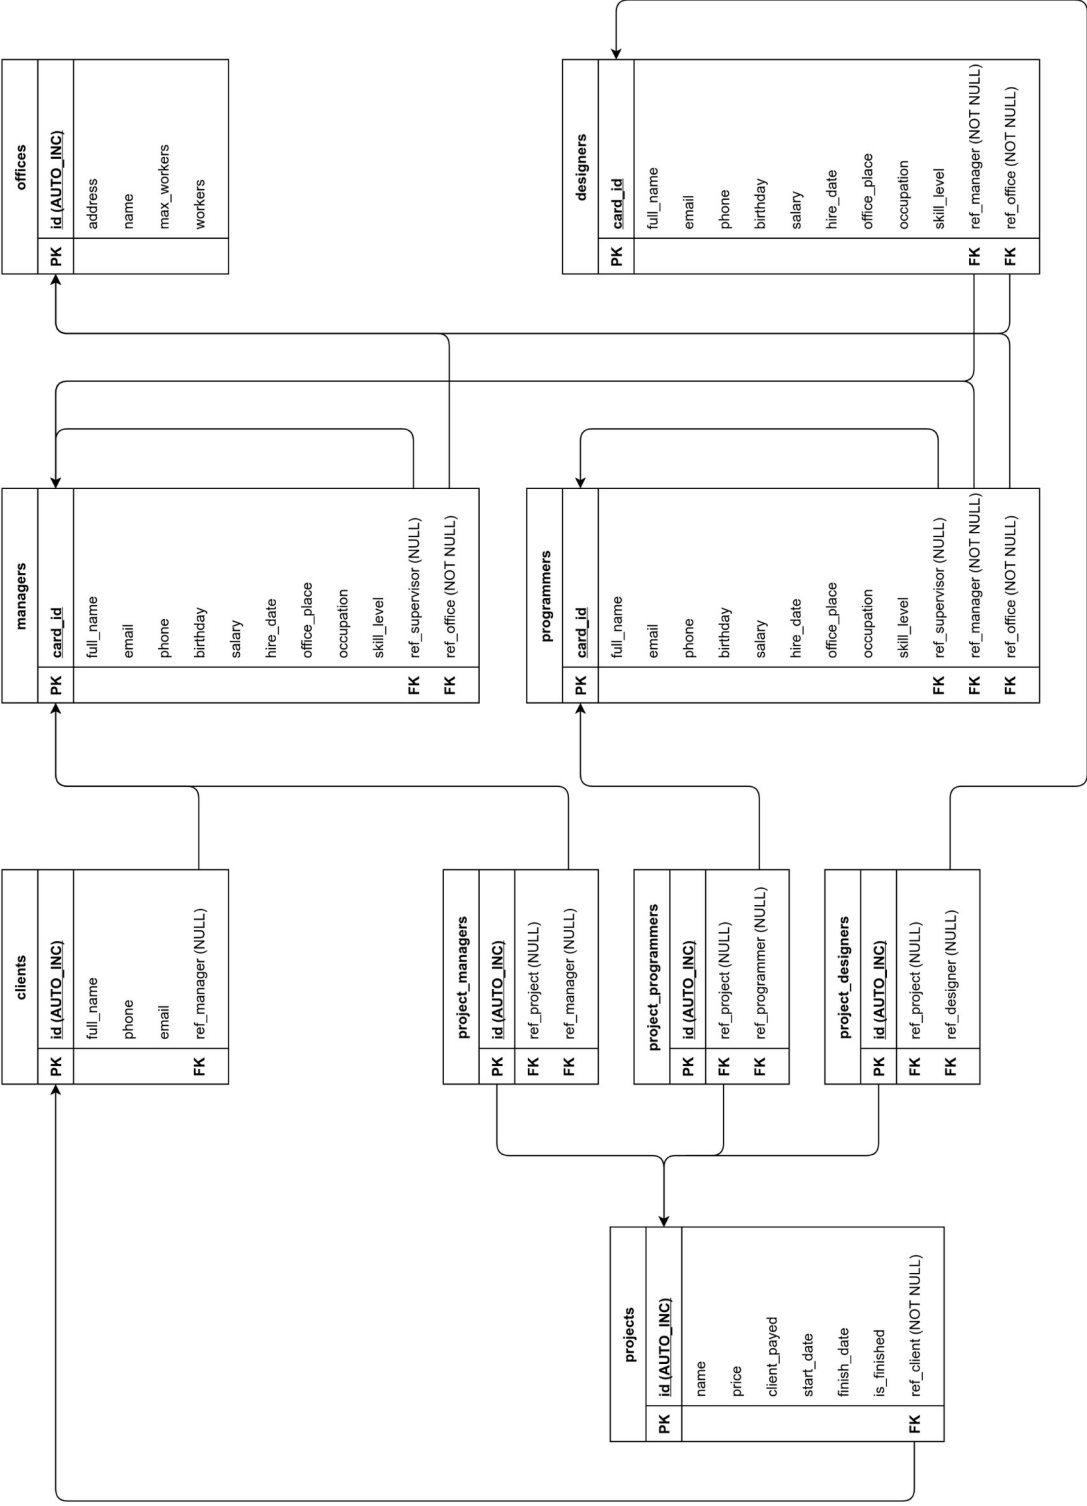 offices
PK id (AUTO_INC)
address
name
max_workers
workers
designers
PK card_id
full_name
email
phone
birthday
salary
hire_date
office_place
occupation
skill_level
FK ref_manager (NOT NULL)
FK ref_office (NOT NULL)
managers
PK card_id
full_name
email
phone
birthday
salary
hire_date
office_place
occupation
skill_level
FK ref_supervisor (NULL)
FK ref_office (NOT NULL)
programmers
PK card_id
full_name
email
phone
birthday
salary
hire_date
office_place
occupation
skill_level
FK ref_supervisor (NULL)
FK ref_manager (NOT NULL)
FK ref_office (NOT NULL)
clients
PK id (AUTO_INC)
full_name
phone
email
FK ref_manager (NULL)
project_managers
PK id (AUTO_INC)
FK ref_project (NULL)
FK ref_manager (NULL)
project_programmers
PK id (AUTO_INC)
FK ref_project (NULL)
FK ref_programmer (NULL)
project_designers
PK id (AUTO_INC)
FK ref_project (NULL)
FK ref_designer (NULL)
projects
PK id (AUTO_INC)
name
price
client_payed
start_date
finish_date
is_finished
FK ref_client (NOT NULL)